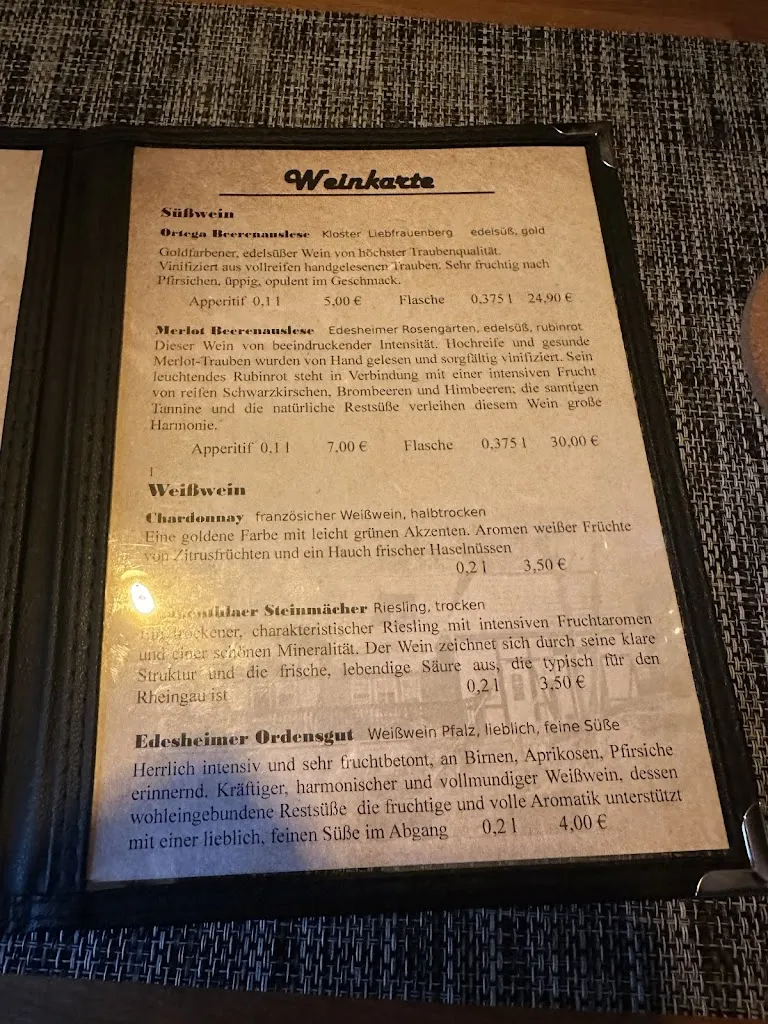 Weinkarte
Süßwein
Ortega Beerenauslese Kloster Liebfrauenberg edelsüß, gold
Goldfarbener, edelsüßer Wein von höchster Traubenqualität.
Vinifiziert aus vollreifen handgelesenen Trauben. Sehr fruchtig nach
Pfirsichen, üppig, opulent im Geschmack.
Apperitif 0,1 l 5,00 € Flasche 0,375 l 24,90 €
Merlot Beerenauslese Edesheimer Rosengarten, edelsüß, rubinrot
Dieser Wein von beeindruckender Intensität. Hochreife und gesunde
Merlot-Trauben wurden von Hand gelesen und sorgfältig vinifiziert. Sein
leuchtendes Rubinrot steht in Verbindung mit einer intensiven Frucht
von reifen Schwarzkirschen, Brombeeren und Himbeeren; die samtigen
Tannine und die natürliche Restsüße verleihen diesem Wein große
Harmonie.
Apperitif 0,1 l 7,00 € Flasche 0,375 l 30,00 €
l
Weißwein
Chardonnay französicher Weißwein, halbtrocken
Eine goldene Farbe mit leicht grünen Akzenten. Aromen weißer Früchte
von Zitrusfrüchten und ein Hauch frischer Haselnüssen
0,2 l 3,50 €
Steinmächer Riesling, trocken
Ein trockener, charakteristischer Riesling mit intensiven Fruchtaromen
und einer schönen Mineralität. Der Wein zeichnet sich durch seine klare
Struktur und die frische, lebendige Säure aus, die typisch für den
Rheingau ist 0,2 l 3,50 €
Edesheimer Ordensgut Weißwein Pfalz, lieblich, feine Süße
Herrlich intensiv und sehr fruchtbetont, an Birnen, Aprikosen, Pfirsiche
erinnernd. Kräftiger, harmonischer und vollmundiger Weißwein, dessen
wohleingebundene Restsüße die fruchtige und volle Aromatik unterstützt
mit einer lieblich, feinen Süße im Abgang 0,2 l 4,00 €